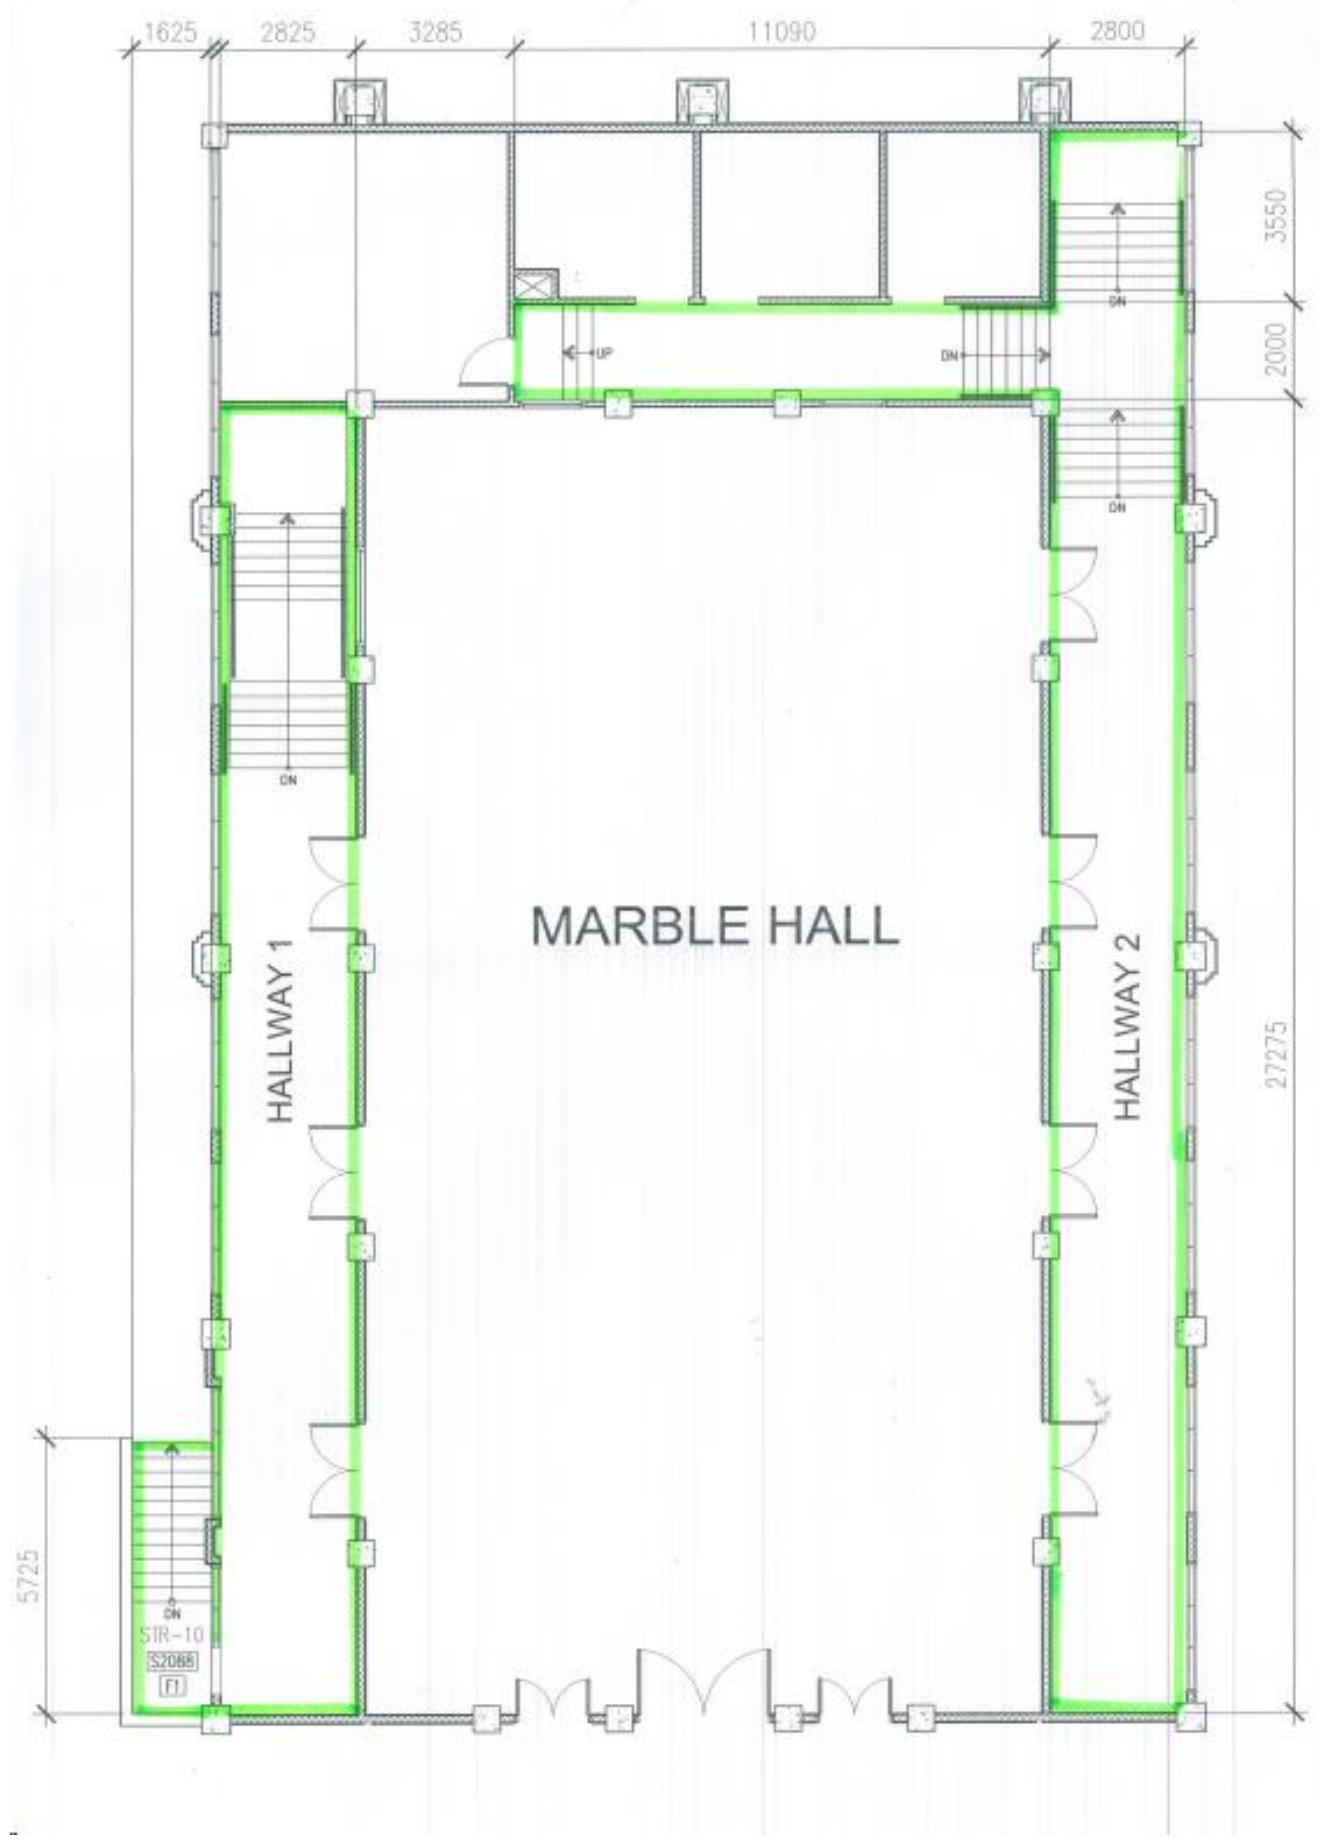 1625
2825
3285
11090
2800
3550
DN
2000
UP
DN
DN
DN
MARBLE HALL
HALLWAY 1
HALLWAY 2
27275
5725
DN
STR-10
S2088
F1